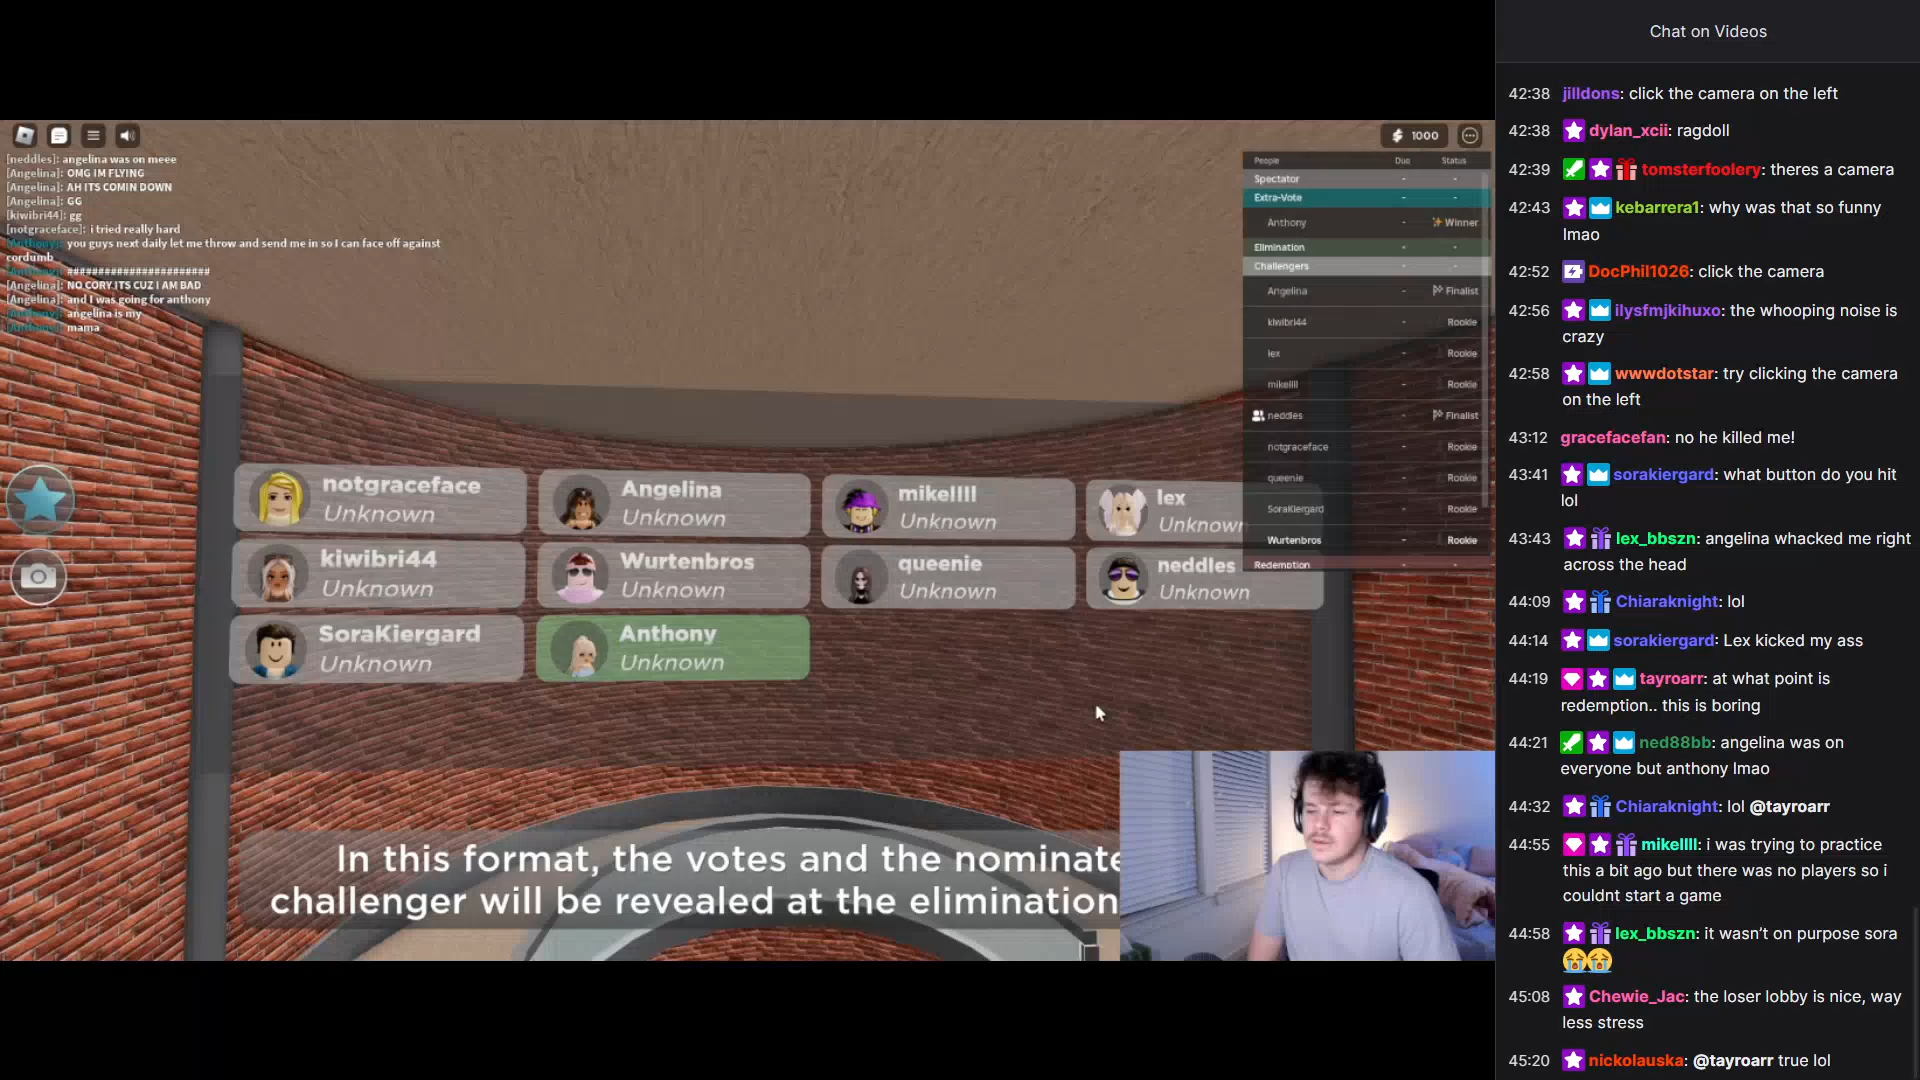 Chat on Videos
1000
[neddles]: angelina was on meee
[Angelina]: OMG IM FLYING
[Angelina]: AH ITS COMIN DOWN
[Angelina]: GG
[kiwibri44]: gg
[notgraceface]: i tried really hard
[Anthony]: you guys next daily let me throw and send me in so I can face off against
cordumb
[Anthony]: #######################
[Angelina]: NO CORY ITS CUZ I AM BAD
[Angelina]: and I was going for anthony
[Anthony]: angelina is my
[Anthony]: mama
People Duo Status
Spectator - -
Extra-Vote - -
Anthony - Winner
Elimination - -
Challengers - -
Angelina - Finalist
kiwibri44 - Rookie
lex - Rookie
mikellll - Rookie
neddles - Finalist
notgraceface - Rookie
queenie - Rookie
SoraKiergard - Rookie
Wurtenbros - Rookie
Redemption - -
notgraceface
Unknown
Angelina
Unknown
mikellll
Unknown
lex
Unknown
kiwibri44
Unknown
Wurtenbros
Unknown
queenie
Unknown
neddles
Unknown
SoraKiergard
Unknown
Anthony
Unknown
In this format, the votes and the nominate
challenger will be revealed at the elimination
42:38 jilldons: click the camera on the left
42:38 dylan_xcii: ragdoll
42:39 tomsterfoolery: theres a camera
42:43 kebarrera1: why was that so funny
lmao
42:52 DocPhil1026: click the camera
42:56 ilysfmjkihuxo: the whooping noise is
crazy
42:58 wwwdotstar: try clicking the camera
on the left
43:12 gracefacefan: no he killed me!
43:41 sorakiergard: what button do you hit
lol
43:43 lex_bbszn: angelina whacked me right
across the head
44:09 Chiaraknight: lol
44:14 sorakiergard: Lex kicked my ass
44:19 tayroarr: at what point is
redemption.. this is boring
44:21 ned88bb: angelina was on
everyone but anthony lmao
44:32 Chiaraknight: lol @tayroarr
44:55 mikellll: i was trying to practice
this a bit ago but there was no players so i
couldnt start a game
44:58 lex_bbszn: it wasn't on purpose sora
😭😭
45:08 Chewie_Jac: the loser lobby is nice, way
less stress
45:20 nickolauska: @tayroarr true lol